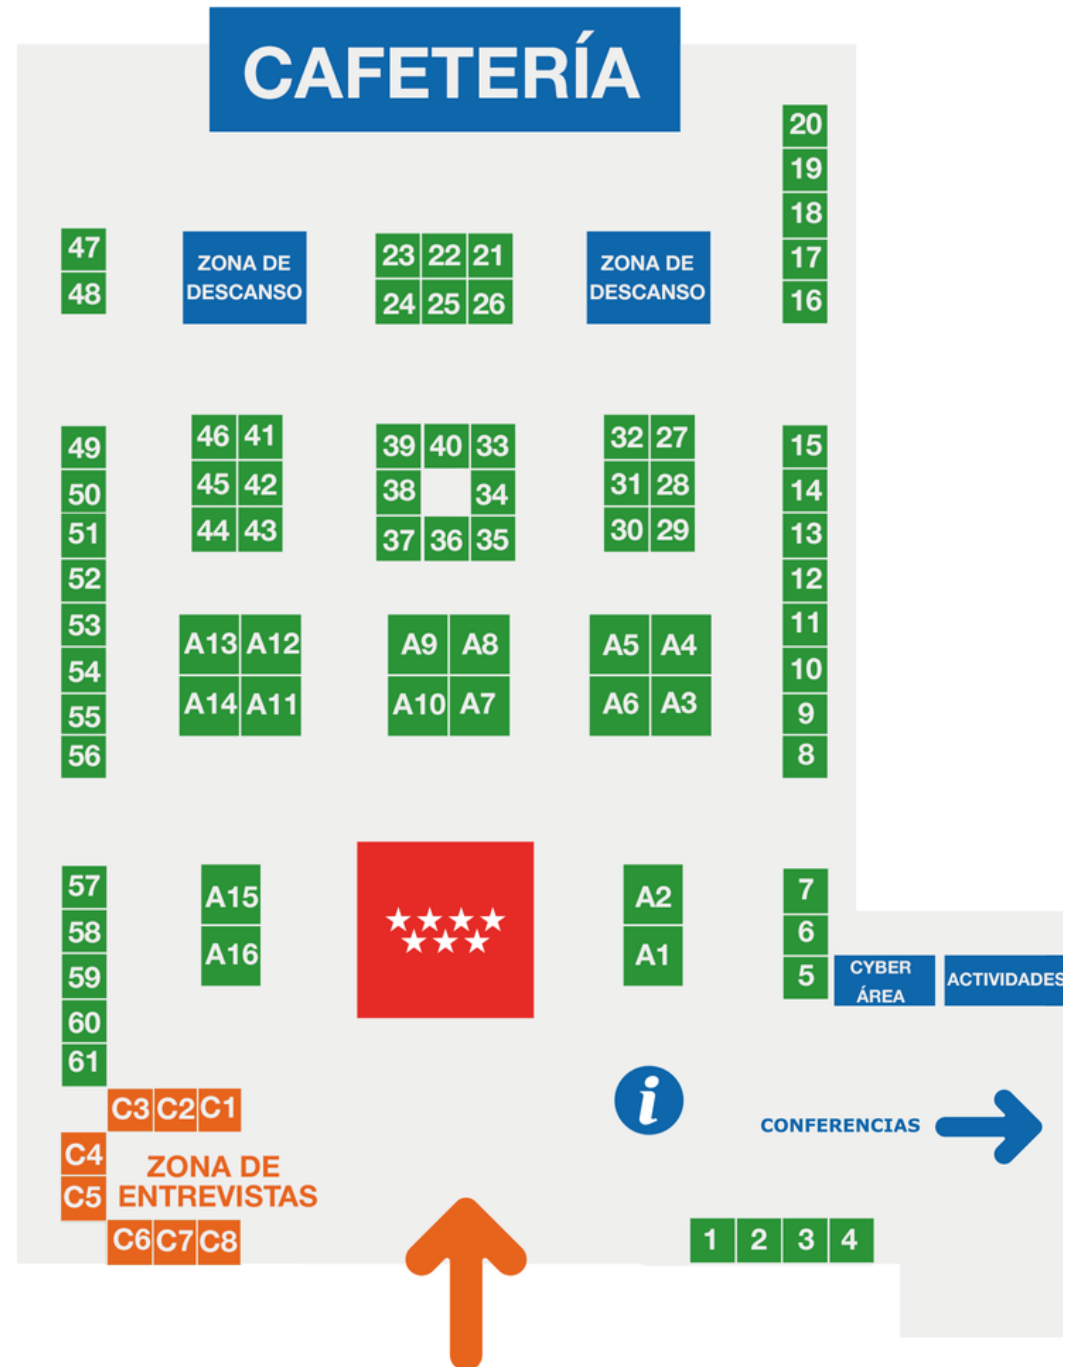 CAFETERÍA
20
19
18
17
16
47
48
ZONA DE
DESCANSO
23 22 21
24 25 26
ZONA DE
DESCANSO
49
50
51
52
53
54
55
56
46 41
45 42
44 43
39 40 33
38 34
37 36 35
32 27
31 28
30 29
15
14
13
12
11
10
9
8
A13 A12
A14 A11
A9 A8
A10 A7
A5 A4
A6 A3
57
58
59
60
61
A15
A16
A2
A1
7
6
5
CYBER
ÁREA
ACTIVIDADES
i
CONFERENCIAS
C3 C2 C1
C4
C5
ZONA DE
ENTREVISTAS
C6 C7 C8
1 2 3 4